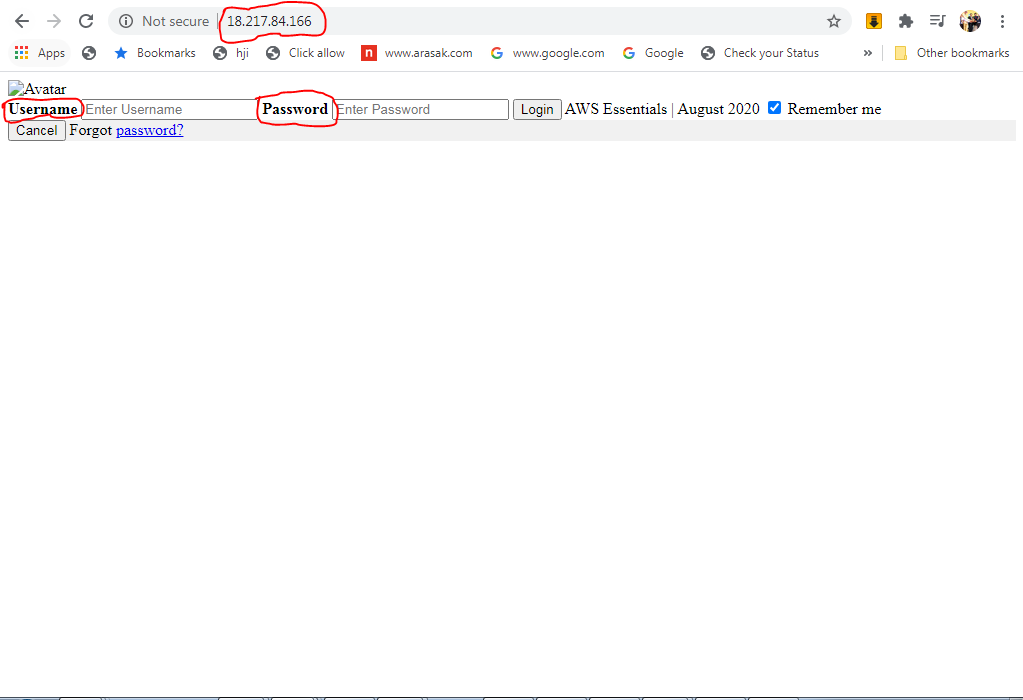 Not secure 18.217.84.166
Apps Bookmarks hji Click allow n www.arasak.com G www.google.com G Google Check your Status » Other bookmarks
Avatar
Username Enter Username Password Enter Password Login AWS Essentials | August 2020 Remember me
Cancel Forgot password?